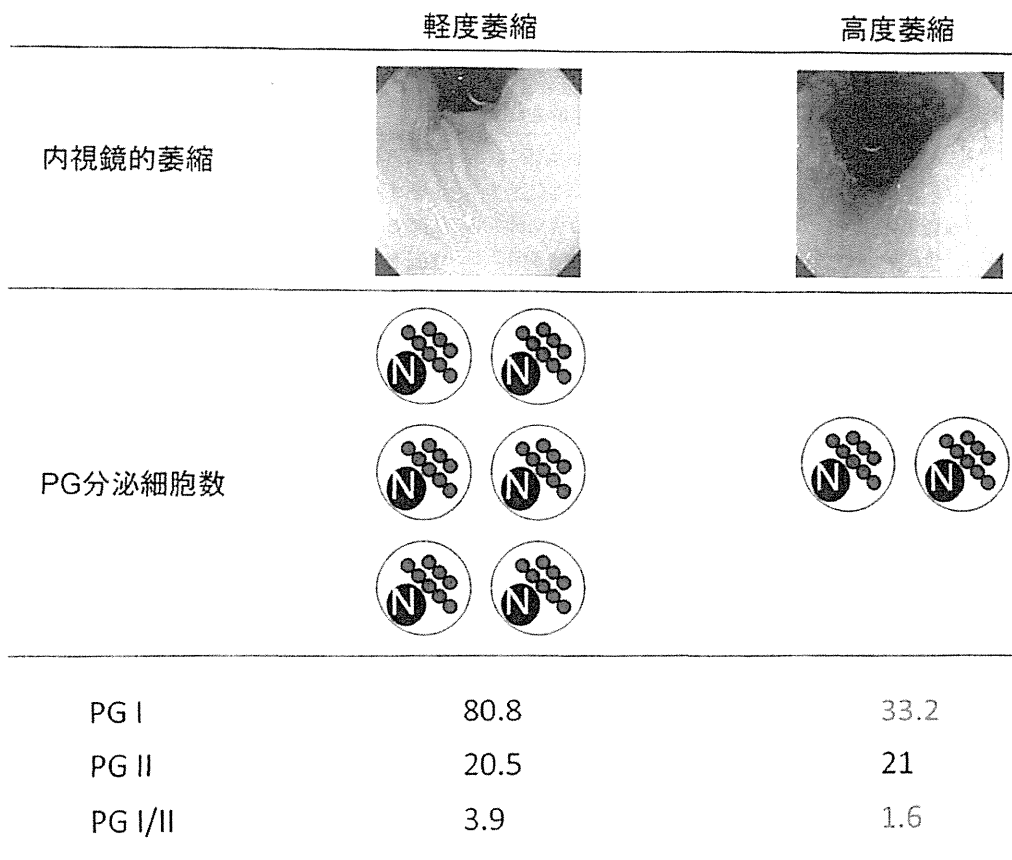 軽度萎縮 高度萎縮
内視鏡的萎縮
N N
N N N N
PG分泌細胞数
N N
PG I 80.8 33.2
PG II 20.5 21
PG I/II 3.9 1.6